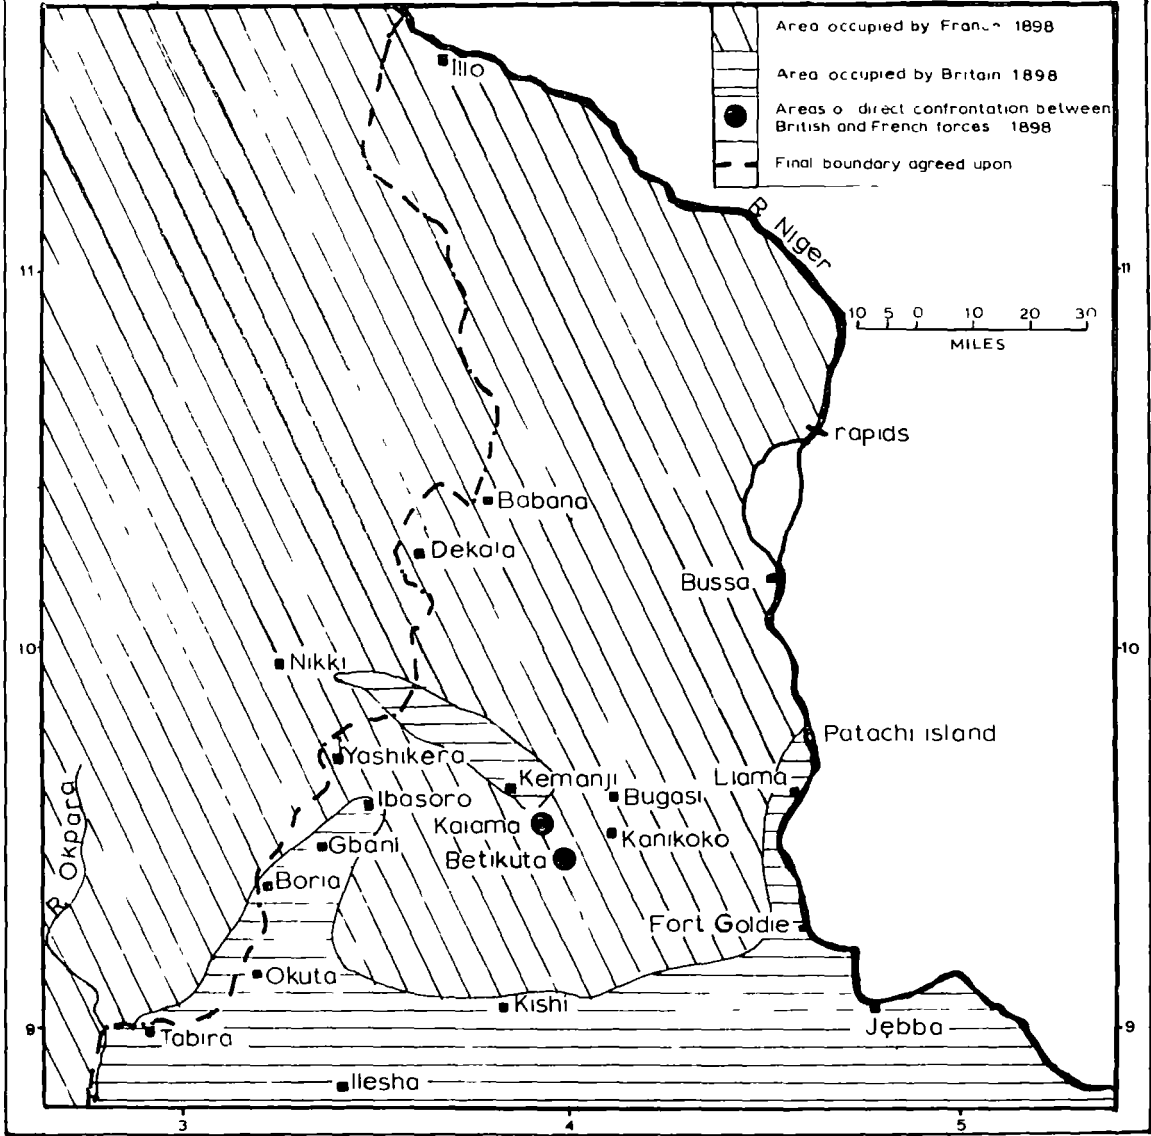 Area occupied by France 1898
Area occupied by Britain 1898
Areas o direct confrontation between
British and French forces 1898
Final boundary agreed upon
Illo
R Niger
11
11
10 5 0 10 20 30
MILES
rapids
Babana
Dekala
Bussa
10
10
Nikki
Patachi island
Yashikera
Kemanji
Liama
Ibasoro
Bugasi
Kaiama
Kanikoko
Gbani
Betikuta
R. Okpara
Boria
Fort Goldie
Okuta
Kishi
9
9
Tabira
Jẹbba
Ilesha
3
4
5